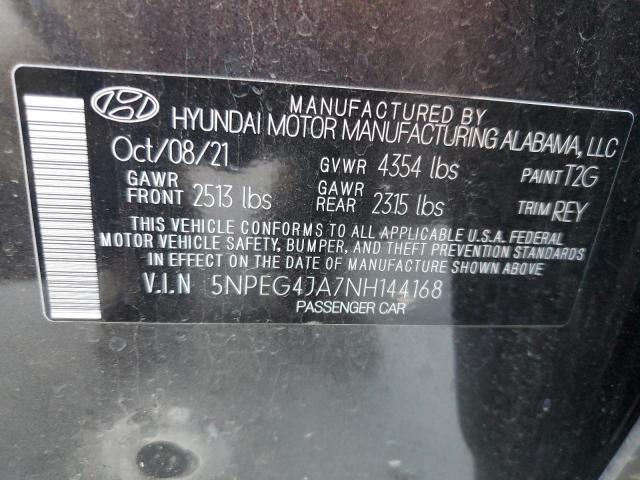 MANUFACTURED BY
HYUNDAI MOTOR MANUFACTURING ALABAMA, LLC
Oct/08/21 GVWR 4354 lbs PAINT T2G
GAWR FRONT 2513 lbs GAWR REAR 2315 lbs TRIM REY
THIS VEHICLE CONFORMS TO ALL APPLICABLE U.S.A. FEDERAL
MOTOR VEHICLE SAFETY, BUMPER, AND THEFT PREVENTION STANDARDS
IN EFFECT ON THE DATE OF MANUFACTURE SHOWN ABOVE
V.I.N 5NPEG4JA7NH144168
PASSENGER CAR